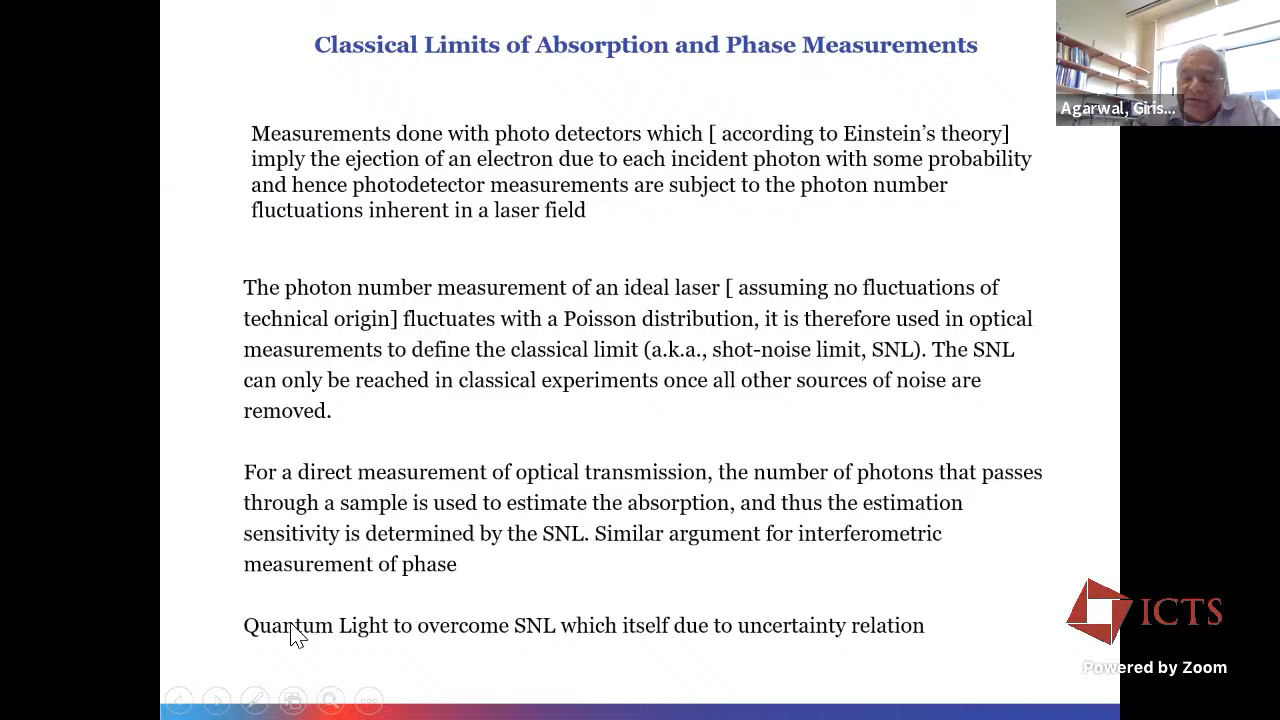 Classical Limits of Absorption and Phase Measurements
Agarwal, Giris...
Measurements done with photo detectors which [ according to Einstein’s theory]
imply the ejection of an electron due to each incident photon with some probability
and hence photodetector measurements are subject to the photon number
fluctuations inherent in a laser field
The photon number measurement of an ideal laser [ assuming no fluctuations of
technical origin] fluctuates with a Poisson distribution, it is therefore used in optical
measurements to define the classical limit (a.k.a., shot-noise limit, SNL). The SNL
can only be reached in classical experiments once all other sources of noise are
removed.
For a direct measurement of optical transmission, the number of photons that passes
through a sample is used to estimate the absorption, and thus the estimation
sensitivity is determined by the SNL. Similar argument for interferometric
measurement of phase
Quantum Light to overcome SNL which itself due to uncertainty relation
ICTS
Powered by Zoom